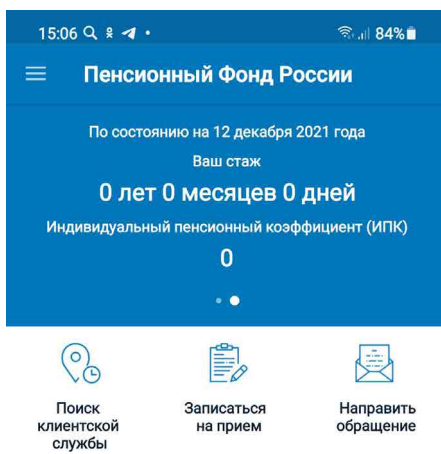 15:06
84%
Пенсионный Фонд России
По состоянию на 12 декабря 2021 года
Ваш стаж
0 лет 0 месяцев 0 дней
Индивидуальный пенсионный коэффициент (ИПК)
0
Поиск
клиентской
службы
Записаться
на прием
Направить
обращение